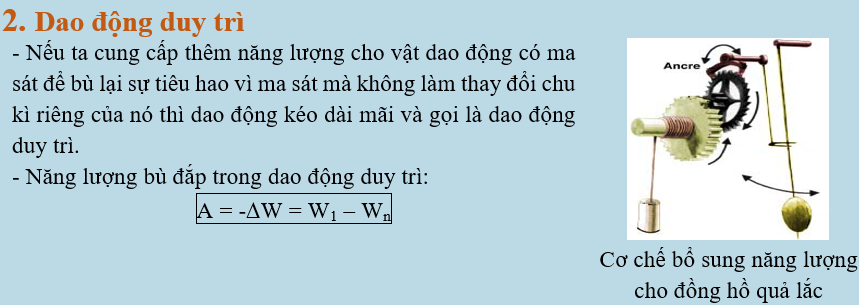 2. Dao động duy trì
- Nếu ta cung cấp thêm năng lượng cho vật dao động có ma
sát để bù lại sự tiêu hao vì ma sát mà không làm thay đổi chu
kì riêng của nó thì dao động kéo dài mãi và gọi là dao động
duy trì.
- Năng lượng bù đắp trong dao động duy trì:
A = -ΔW = W₁ – Wₙ
Ancre
Cơ chế bổ sung năng lượng
cho đồng hồ quả lắc